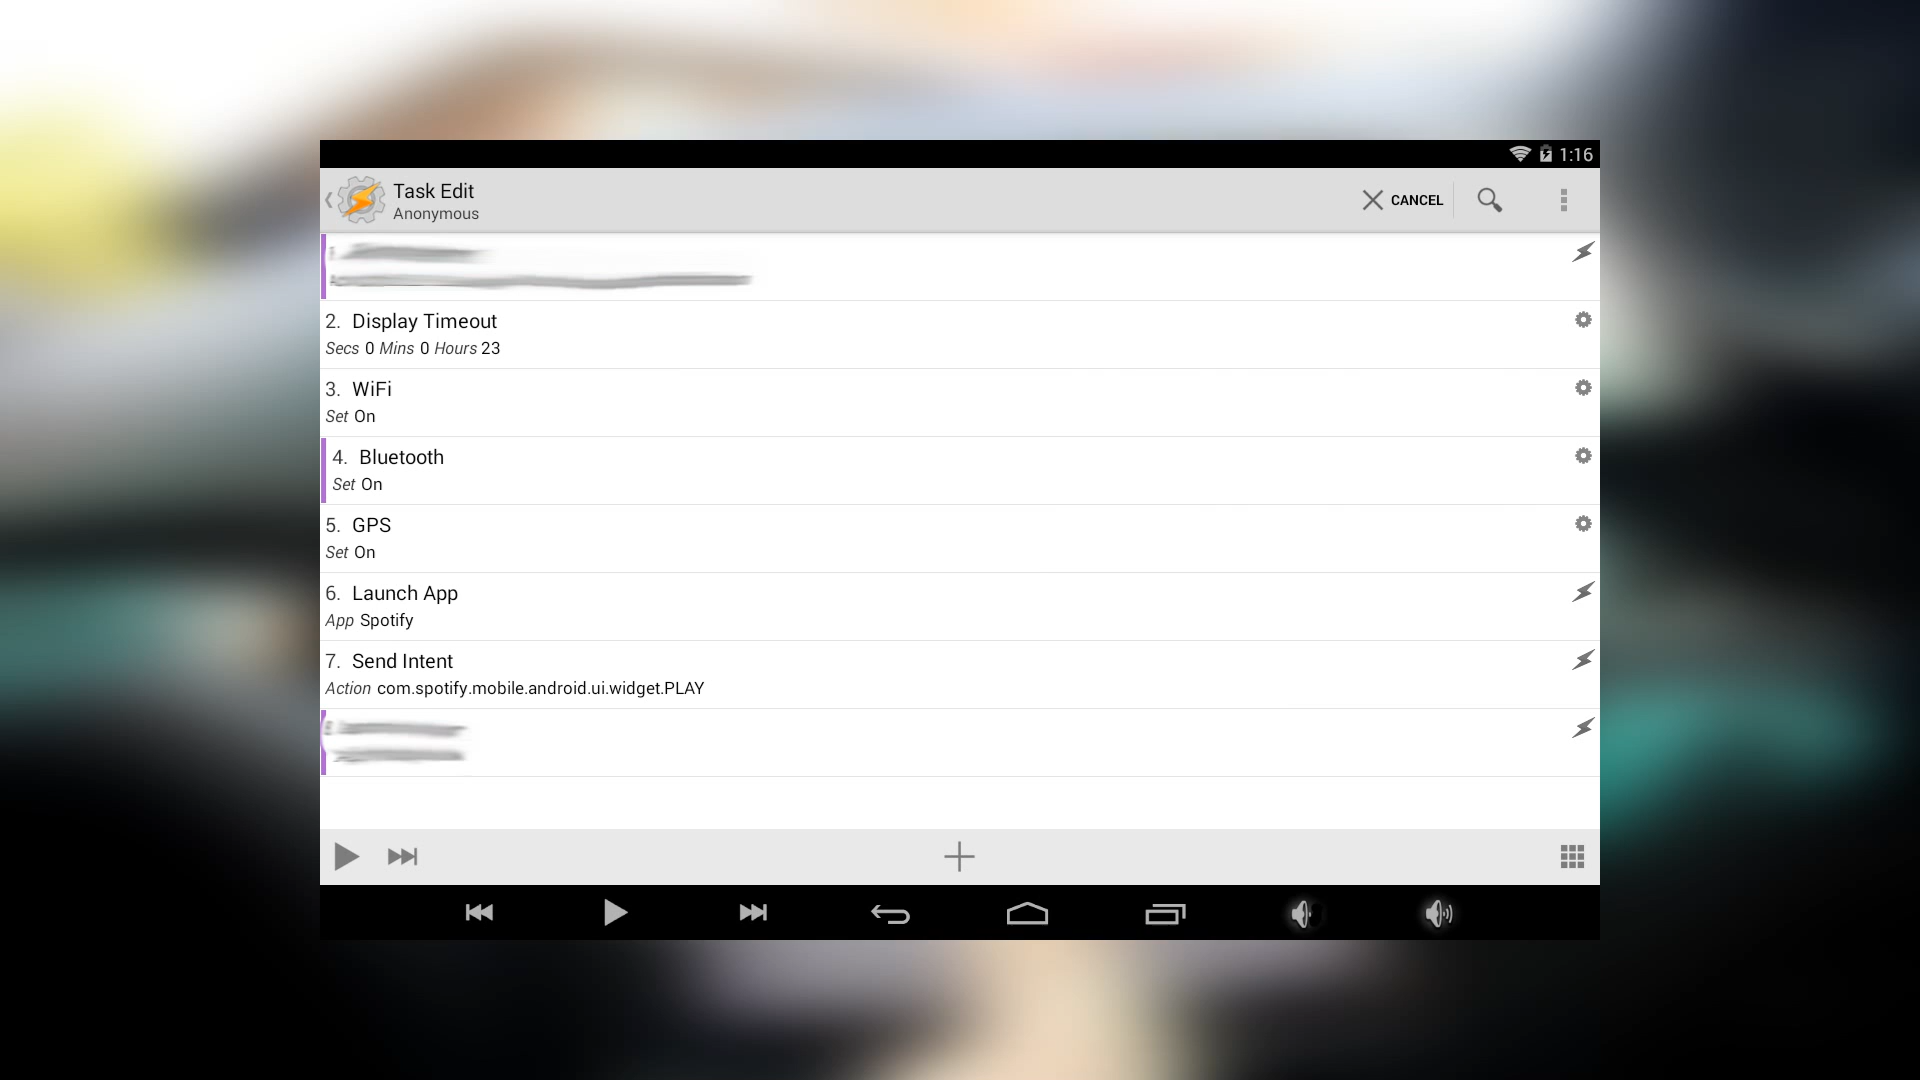 1:16
Task Edit
Anonymous
CANCEL
2. Display Timeout
Secs 0 Mins 0 Hours 23
3. WiFi
Set On
4. Bluetooth
Set On
5. GPS
Set On
6. Launch App
App Spotify
7. Send Intent
Action com.spotify.mobile.android.ui.widget.PLAY